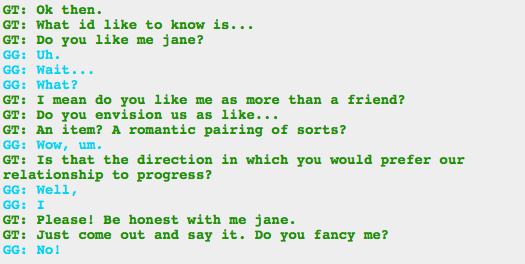 GT: Ok then.
GT: What id like to know is...
GT: Do you like me jane?
GG: Uh.
GG: Wait...
GG: What?
GT: I mean do you like me as more than a friend?
GT: Do you envision us as like...
GT: An item? A romantic pairing of sorts?
GG: Wow, um.
GT: Is that the direction in which you would prefer our
relationship to progress?
GG: Well,
GG: I
GT: Please! Be honest with me jane.
GT: Just come out and say it. Do you fancy me?
GG: No!